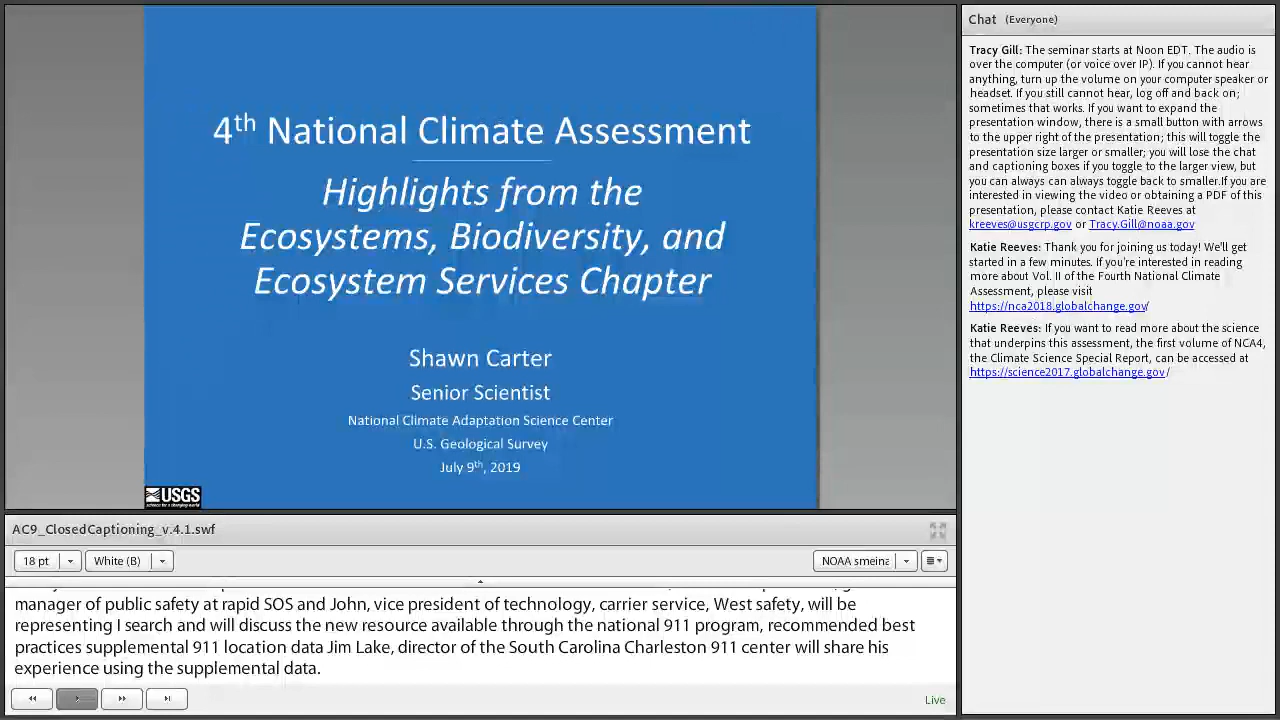 4th National Climate Assessment
Highlights from the
Ecosystems, Biodiversity, and
Ecosystem Services Chapter
Shawn Carter
Senior Scientist
National Climate Adaptation Science Center
U.S. Geological Survey
July 9th, 2019
USGS
science for a changing world
Chat (Everyone)
Tracy Gill: The seminar starts at Noon EDT. The audio is
over the computer (or voice over IP). If you cannot hear
anything, turn up the volume on your computer speaker or
headset. If you still cannot hear, log off and back on;
sometimes that works. If you want to expand the
presentation window, there is a small button with arrows
to the upper right of the presentation; this will toggle the
presentation size larger or smaller; you will lose the chat
and captioning boxes if you toggle to the larger view, but
you can always can always toggle back to smaller.If you are
interested in viewing the video or obtaining a PDF of this
presentation, please contact Katie Reeves at
kreeves@usgcrp.gov or Tracy.Gill@noaa.gov
Katie Reeves: Thank you for joining us today! We'll get
started in a few minutes. If you're interested in reading
more about Vol. II of the Fourth National Climate
Assessment, please visit
https://nca2018.globalchange.gov/
Katie Reeves: If you want to read more about the science
that underpins this assessment, the first volume of NCA4,
the Climate Science Special Report, can be accessed at
https://science2017.globalchange.gov/
AC9_ClosedCaptioning_v.4.1.swf
18 pt White (B) NOAA smeina
manager of public safety at rapid SOS and John, vice president of technology, carrier service, West safety, will be
representing I search and will discuss the new resource available through the national 911 program, recommended best
practices supplemental 911 location data Jim Lake, director of the South Carolina Charleston 911 center will share his
experience using the supplemental data.
Live